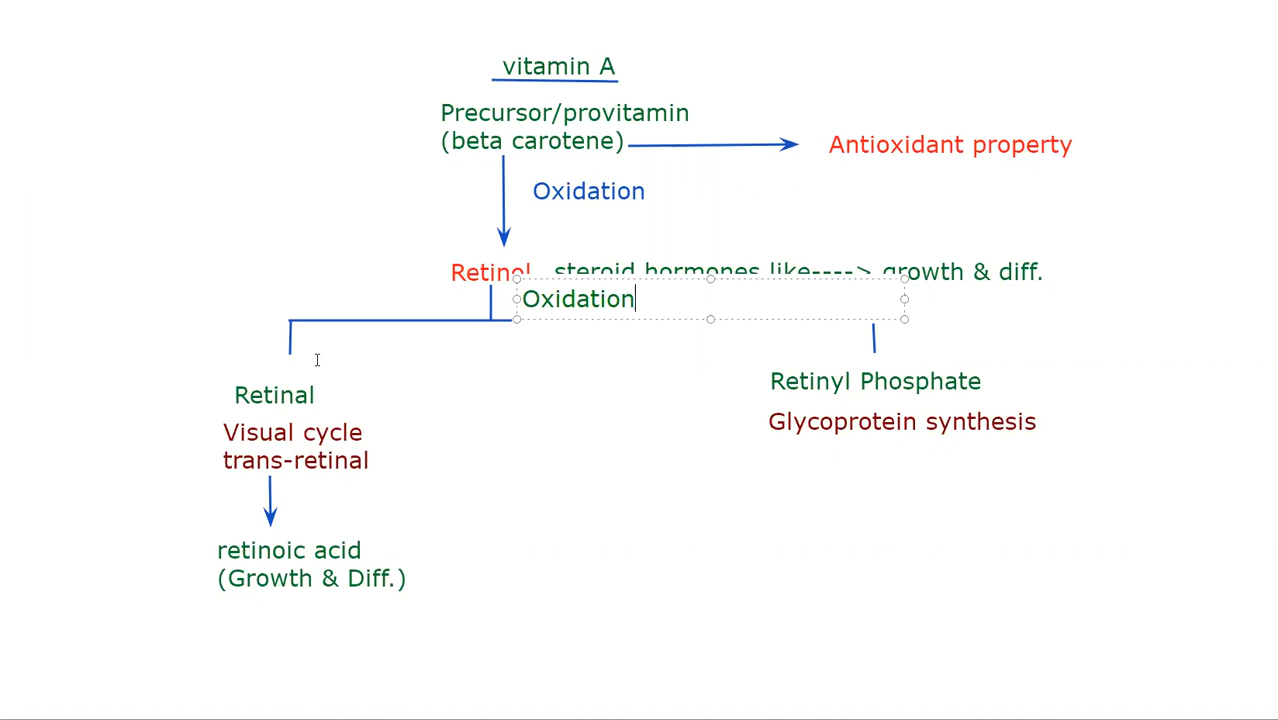 vitamin A
Precursor/provitamin
(beta carotene)
Antioxidant property
Oxidation
Retinol steroid hormones like----> growth & diff.
Oxidation
Retinal
Retinyl Phosphate
Visual cycle
trans-retinal
Glycoprotein synthesis
retinoic acid
(Growth & Diff.)